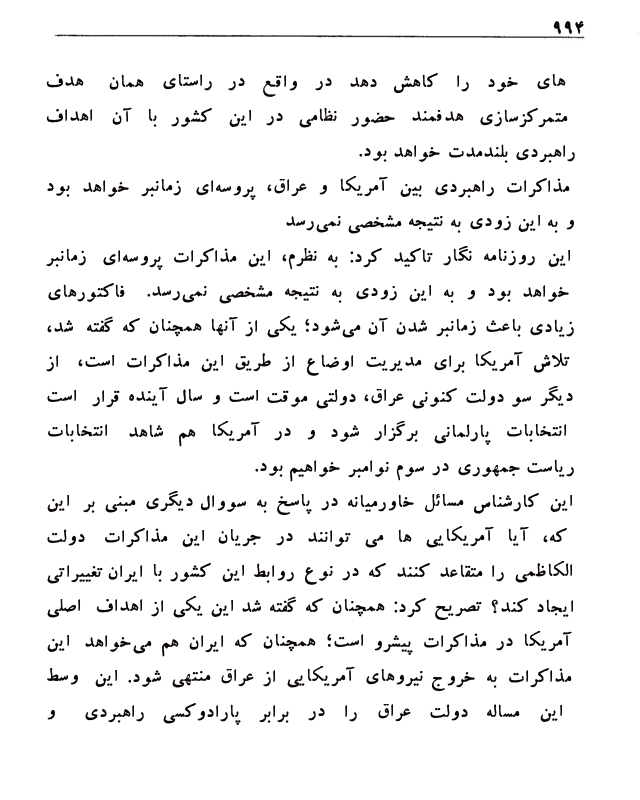 ۹۹۴
های خود را کاهش دهد در واقع در راستای همان هدف
متمرکزسازی هدفمند حضور نظامی در این کشور با آن اهداف
راهبردی بلندمدت خواهد بود.
مذاکرات راهبردی بین آمریکا و عراق، پروسه‌ای زمانبر خواهد بود
و به این زودی به نتیجه مشخصی نمی‌رسد
این روزنامه نگار تاکید کرد: به نظرم، این مذاکرات پروسه‌ای زمانبر
خواهد بود و به این زودی به نتیجه مشخصی نمی‌رسد. فاکتورهای
زیادی باعث زمانبر شدن آن می‌شود؛ یکی از آنها همچنان که گفته شد،
تلاش آمریکا برای مدیریت اوضاع از طریق این مذاکرات است، از
دیگر سو دولت کنونی عراق، دولتی موقت است و سال آینده قرار است
انتخابات پارلمانی برگزار شود و در آمریکا هم شاهد انتخابات
ریاست جمهوری در سوم نوامبر خواهیم بود.
این کارشناس مسائل خاورمیانه در پاسخ به سووال دیگری مبنی بر این
که، آیا آمریکایی ها می توانند در جریان این مذاکرات دولت
الکاظمی را متقاعد کنند که در نوع روابط این کشور با ایران تغییراتی
ایجاد کند؟ تصریح کرد: همچنان که گفته شد این یکی از اهداف اصلی
آمریکا در مذاکرات پیشرو است؛ همچنان که ایران هم می‌خواهد این
مذاکرات به خروج نیروهای آمریکایی از عراق منتهی شود. این وسط
این مساله دولت عراق را در برابر پارادوکسی راهبردی و